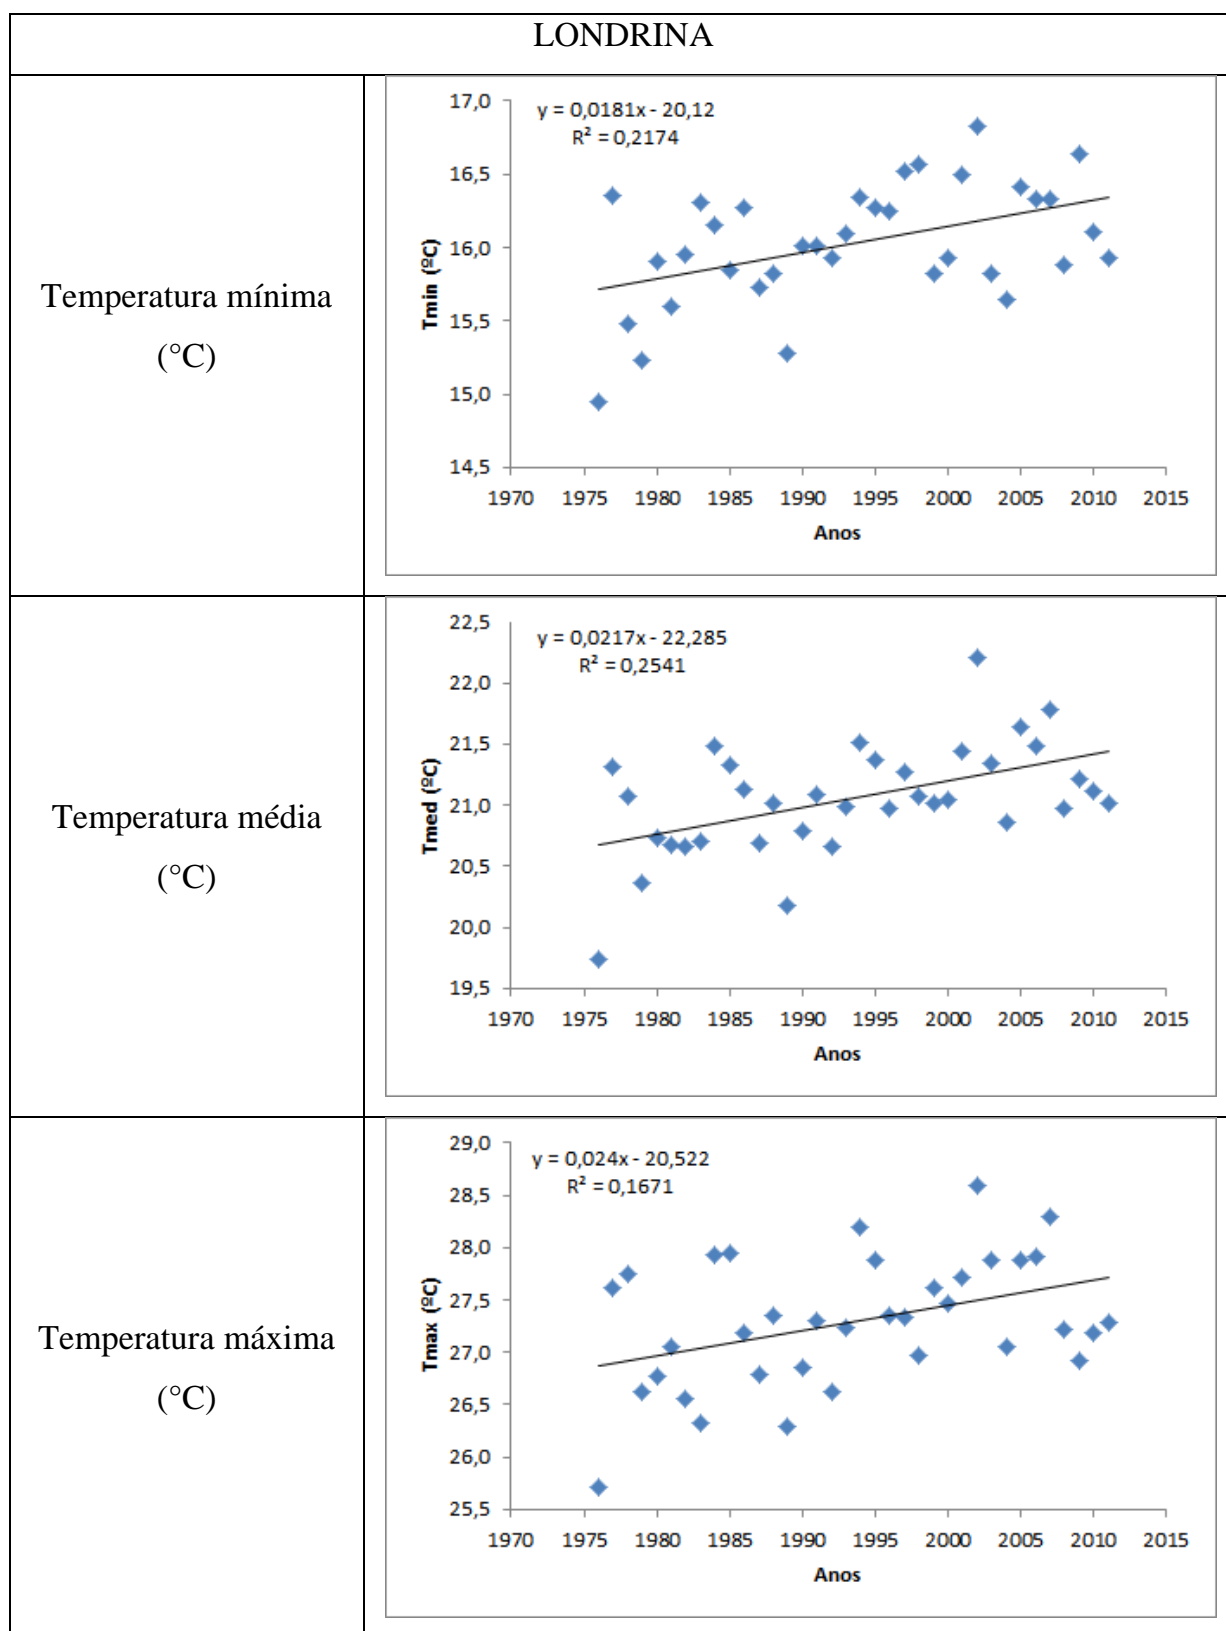 LONDRINA
Temperatura mínima
(°C)
y = 0,0181x - 20,12
R² = 0,2174
17,0
16,5
16,0
15,5
15,0
14,5
Tmin (ºC)
1970 1975 1980 1985 1990 1995 2000 2005 2010 2015
Anos
Temperatura média
(°C)
y = 0,0217x - 22,285
R² = 0,2541
22,5
22,0
21,5
21,0
20,5
20,0
19,5
Tmed (ºC)
1970 1975 1980 1985 1990 1995 2000 2005 2010 2015
Anos
Temperatura máxima
(°C)
y = 0,024x - 20,522
R² = 0,1671
29,0
28,5
28,0
27,5
27,0
26,5
26,0
25,5
Tmax (ºC)
1970 1975 1980 1985 1990 1995 2000 2005 2010 2015
Anos